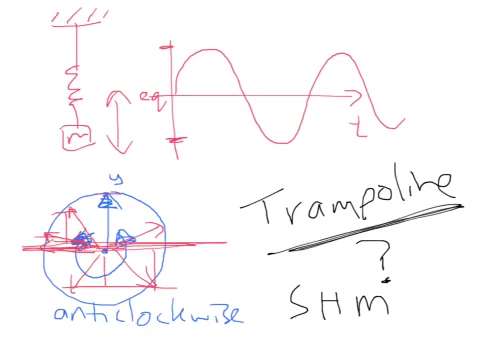 eq
m
t
y
anticlockwise
Trampoline
?
SHM